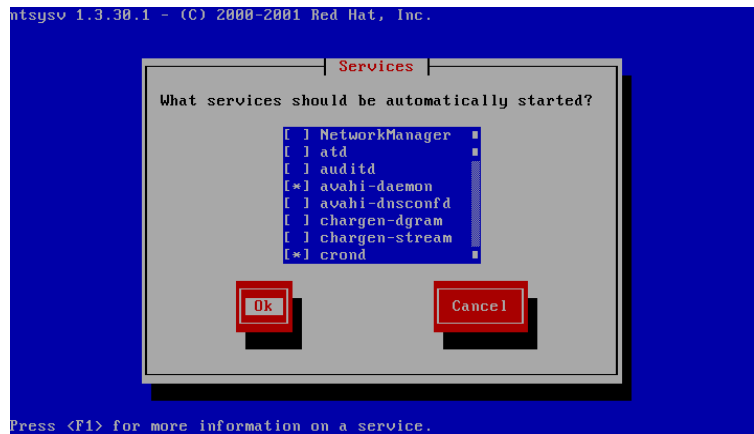 ntsysv 1.3.30.1 - (C) 2000-2001 Red Hat, Inc.
Services
What services should be automatically started?
[ ] NetworkManager
[ ] atd
[ ] auditd
[*] avahi-daemon
[ ] avahi-dnsconfd
[ ] chargen-dgram
[ ] chargen-stream
[*] crond
Ok Cancel
Press <F1> for more information on a service.